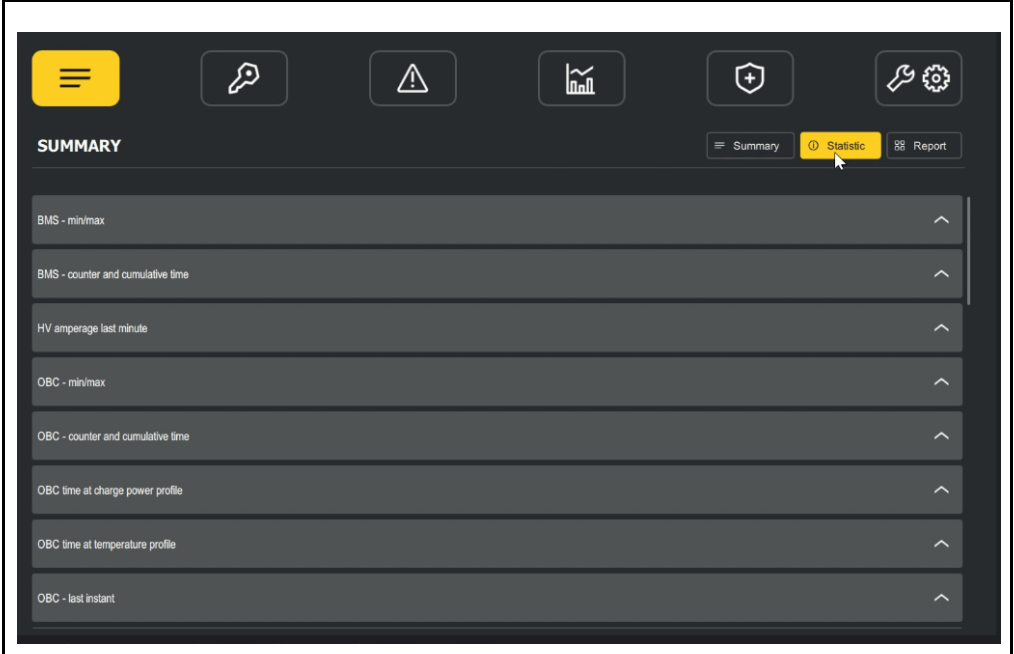 SUMMARY
Summary
Statistic
Report
BMS - min/max
BMS - counter and cumulative time
HV amperage last minute
OBC - min/max
OBC - counter and cumulative time
OBC time at charge power profile
OBC time at temperature profile
OBC - last instant